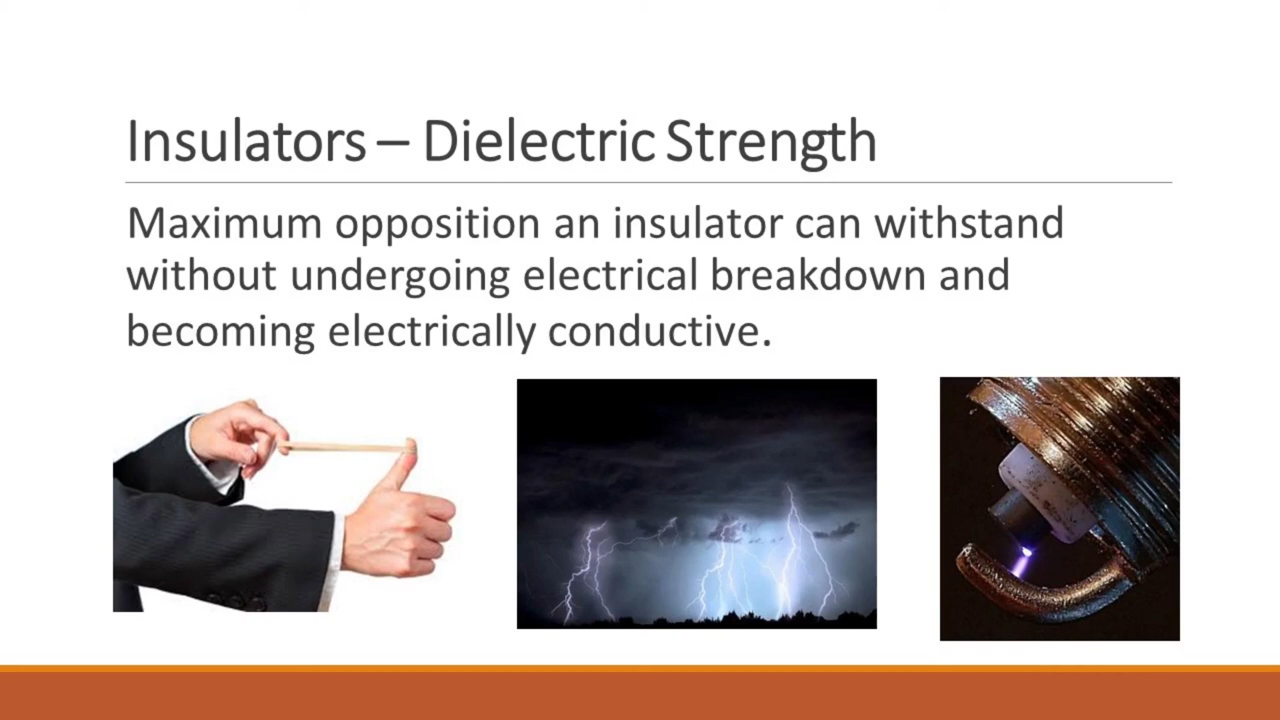 Insulators – Dielectric Strength
Maximum opposition an insulator can withstand
without undergoing electrical breakdown and
becoming electrically conductive.